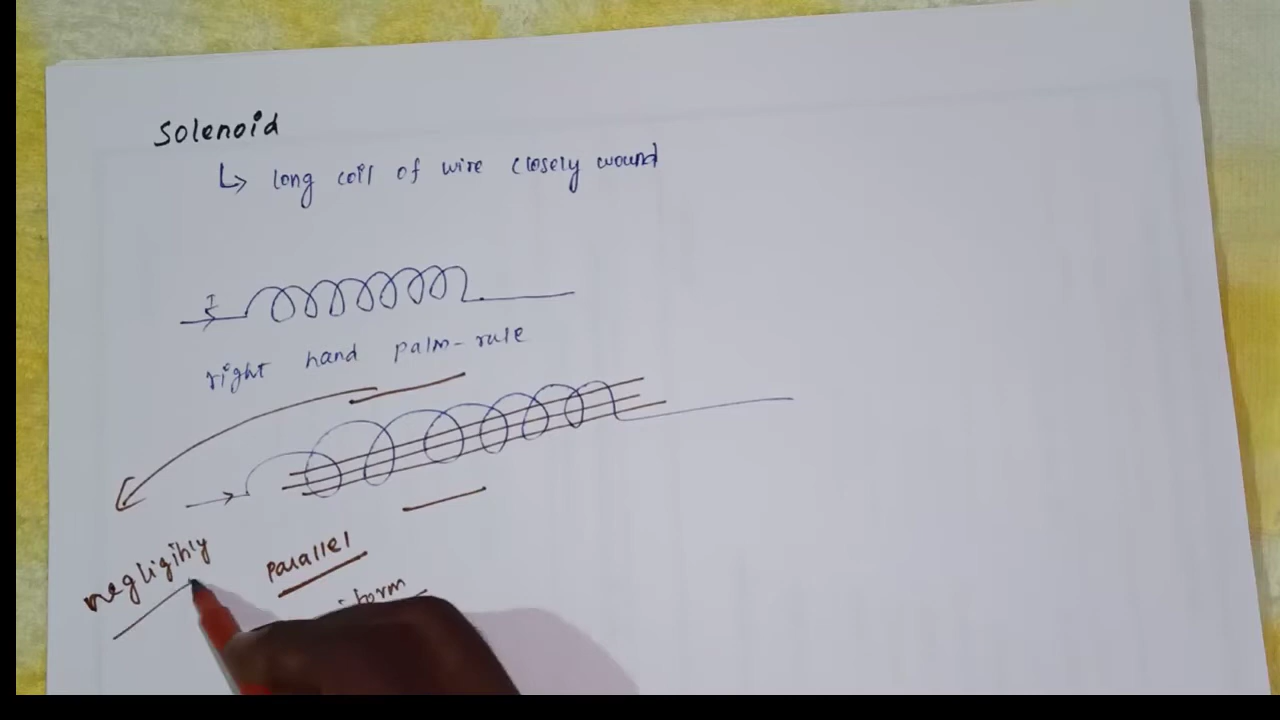 Solenoid
↳ long coil of wire closely wound
I
right hand palm-rule
negligibly
Parallel